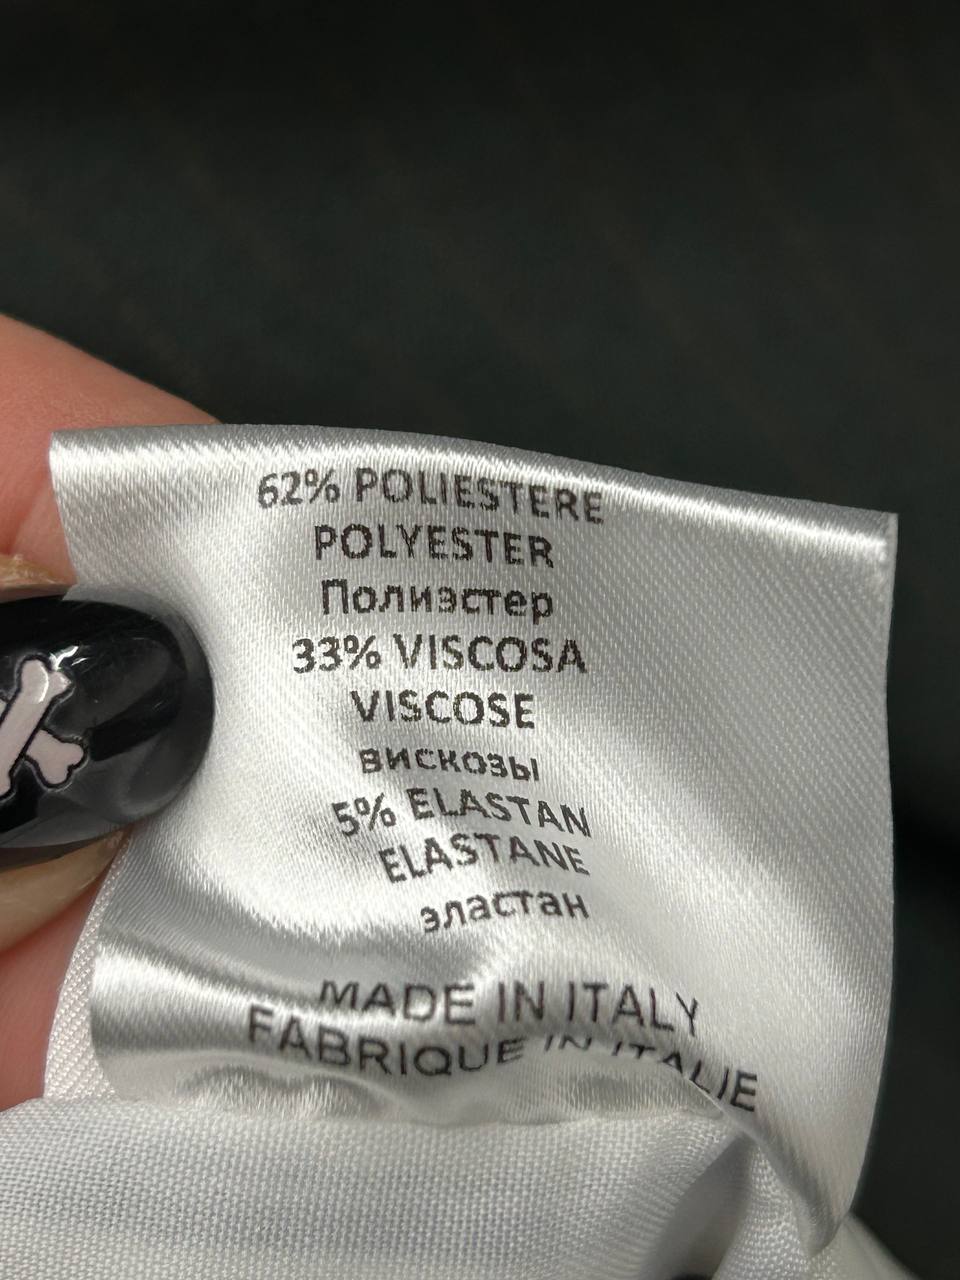 62% POLIESTERE
POLYESTER
Полиэстер
33% VISCOSA
VISCOSE
вискозы
5% ELASTAN
ELASTANE
эластан
MADE IN ITALY
FABRIQUE IN ITALIE